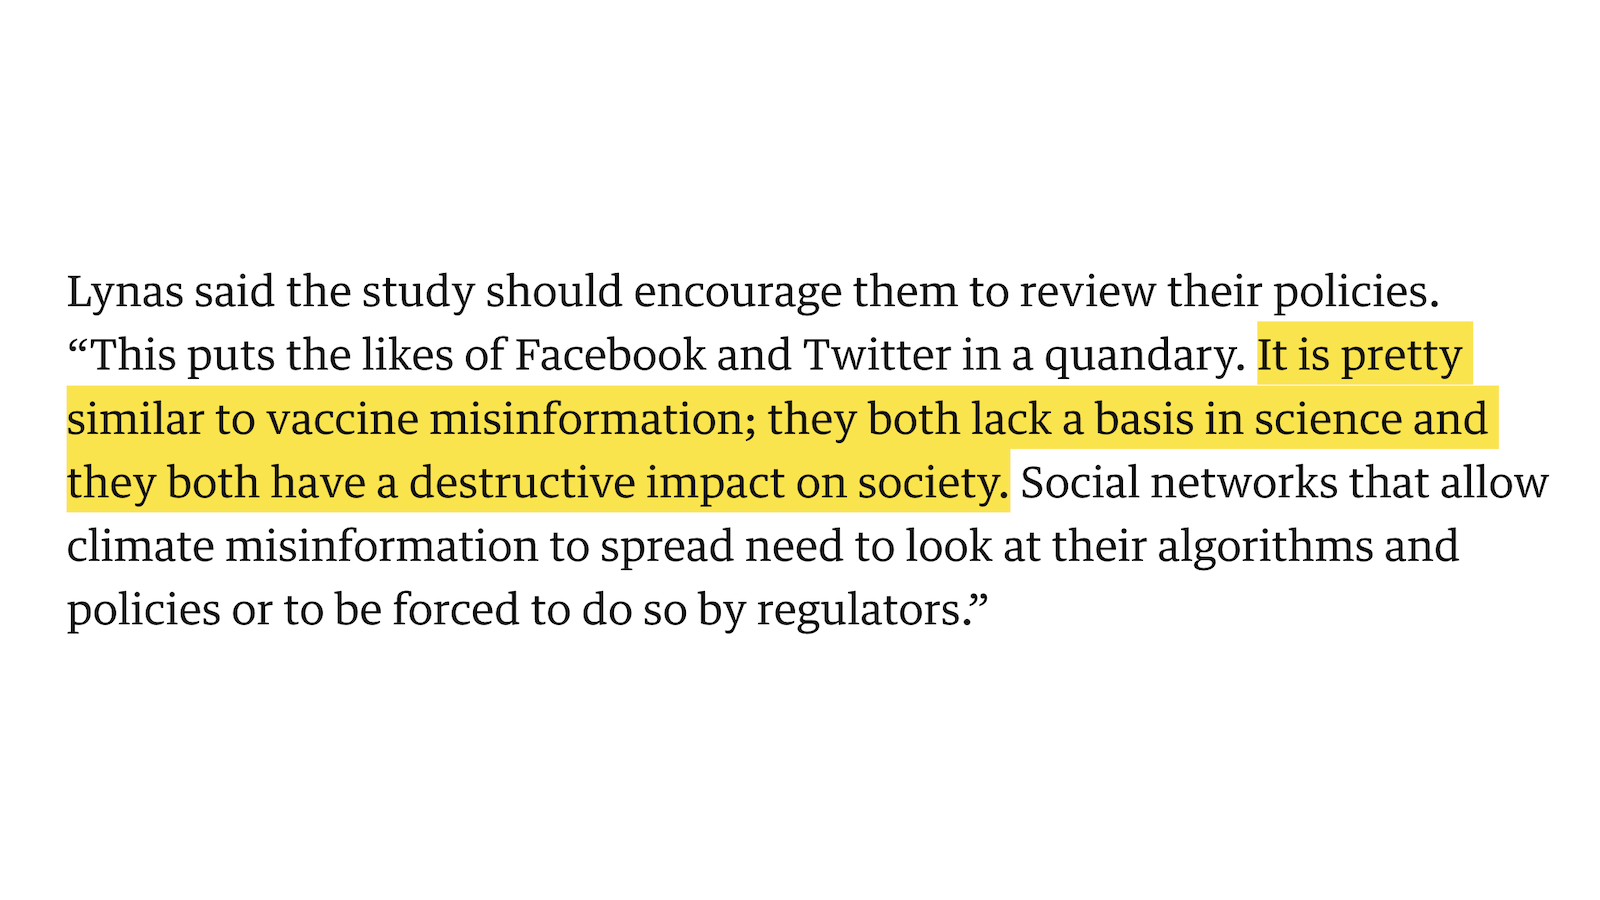 Lynas said the study should encourage them to review their policies.
“This puts the likes of Facebook and Twitter in a quandary. It is pretty
similar to vaccine misinformation; they both lack a basis in science and
they both have a destructive impact on society. Social networks that allow
climate misinformation to spread need to look at their algorithms and
policies or to be forced to do so by regulators.”